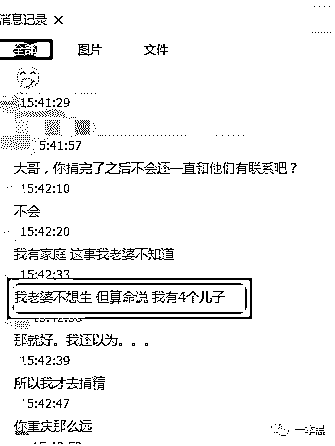 消息记录 ×
全部 图片 文件
15:41:29
5:41:57
大哥，你捐完了之后不会还一直和他们有联系吧？
15:42:10
不会
15:42:20
我有家庭 这事我老婆不知道
15:42:33
我老婆不想生 但算命说 我有4个儿子
那就好。我还以为。。。
15:42:39
所以我才去捐精
15:42:47
你重庆那么远